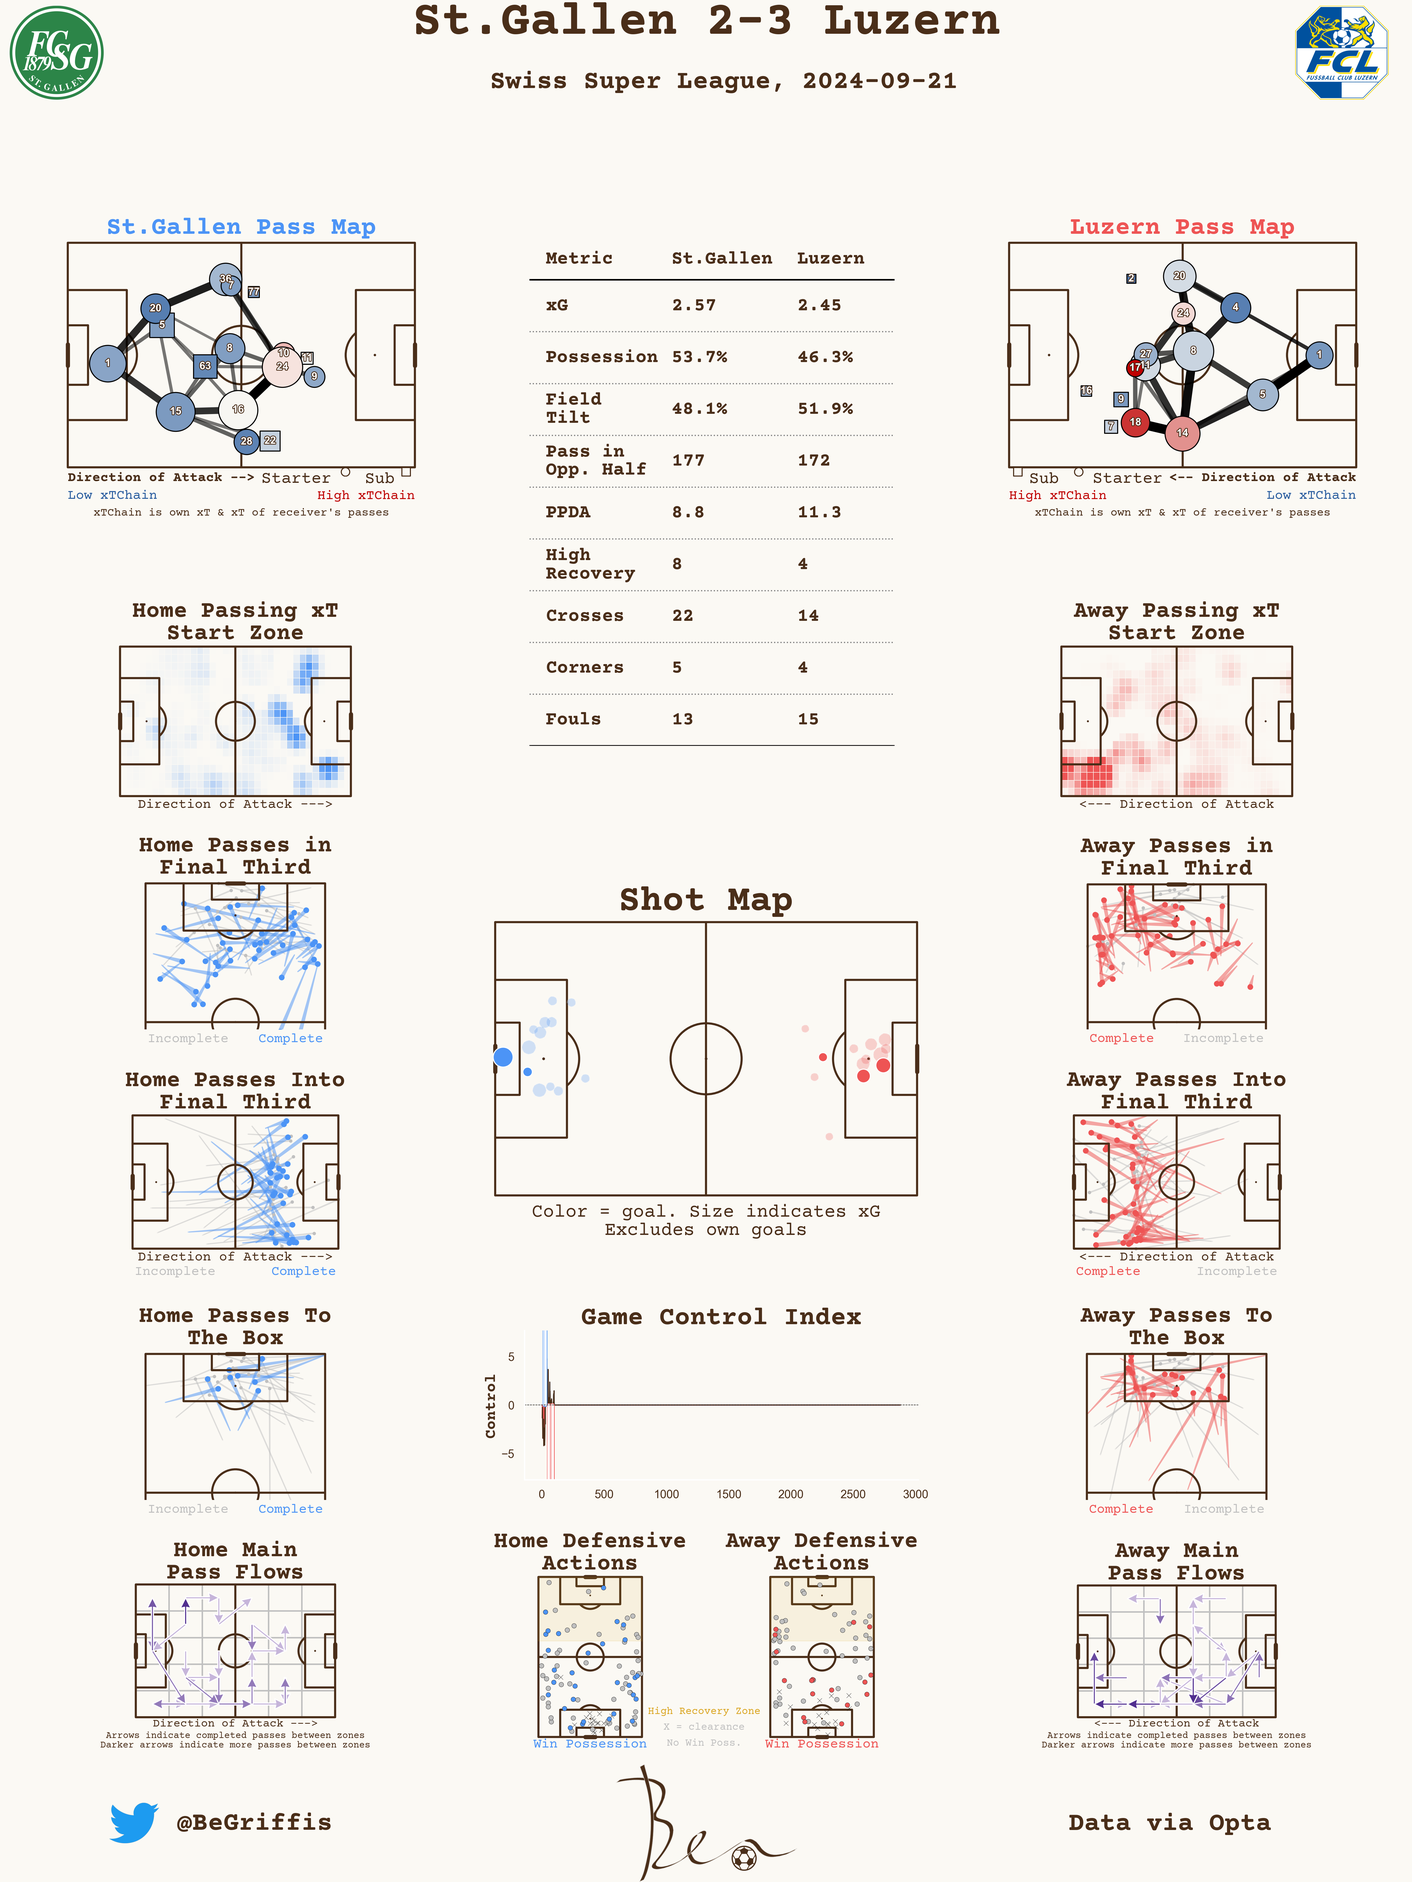 St.Gallen 2-3 Luzern
Swiss Super League, 2024-09-21
FCSG
1879
ST. GALLEN
FCL
FUSSBALL CLUB LUZERN
St.Gallen Pass Map
36
7
77
20
5
1
8
63
10
24
11
9
15
16
28
22
Direction of Attack --> Starter Sub
Low xTChain High xTChain
xTChain is own xT & xT of receiver's passes
Metric St.Gallen Luzern
xG 2.57 2.45
Possession 53.7% 46.3%
Field
Tilt 48.1% 51.9%
Pass in
Opp. Half 177 172
PPDA 8.8 11.3
High
Recovery 8 4
Crosses 22 14
Corners 5 4
Fouls 13 15
Luzern Pass Map
2
20
24
4
27
8
1
17
11
16
9
5
7
18
14
Sub Starter <-- Direction of Attack
High xTChain Low xTChain
xTChain is own xT & xT of receiver's passes
Home Passing xT
Start Zone
Direction of Attack --->
Away Passing xT
Start Zone
<--- Direction of Attack
Home Passes in
Final Third
Incomplete Complete
Away Passes in
Final Third
Complete Incomplete
Shot Map
Color = goal. Size indicates xG
Excludes own goals
Home Passes Into
Final Third
Direction of Attack --->
Incomplete Complete
Away Passes Into
Final Third
<--- Direction of Attack
Complete Incomplete
Home Passes To
The Box
Incomplete Complete
Game Control Index
Control
5
0
−5
0 500 1000 1500 2000 2500 3000
Away Passes To
The Box
Complete Incomplete
Home Main
Pass Flows
Direction of Attack --->
Arrows indicate completed passes between zones
Darker arrows indicate more passes between zones
Home Defensive
Actions
Win Possession
High Recovery Zone
X = clearance
No Win Poss.
Away Defensive
Actions
Win Possession
Away Main
Pass Flows
<--- Direction of Attack
Arrows indicate completed passes between zones
Darker arrows indicate more passes between zones
@BeGriffis
Ben
Data via Opta